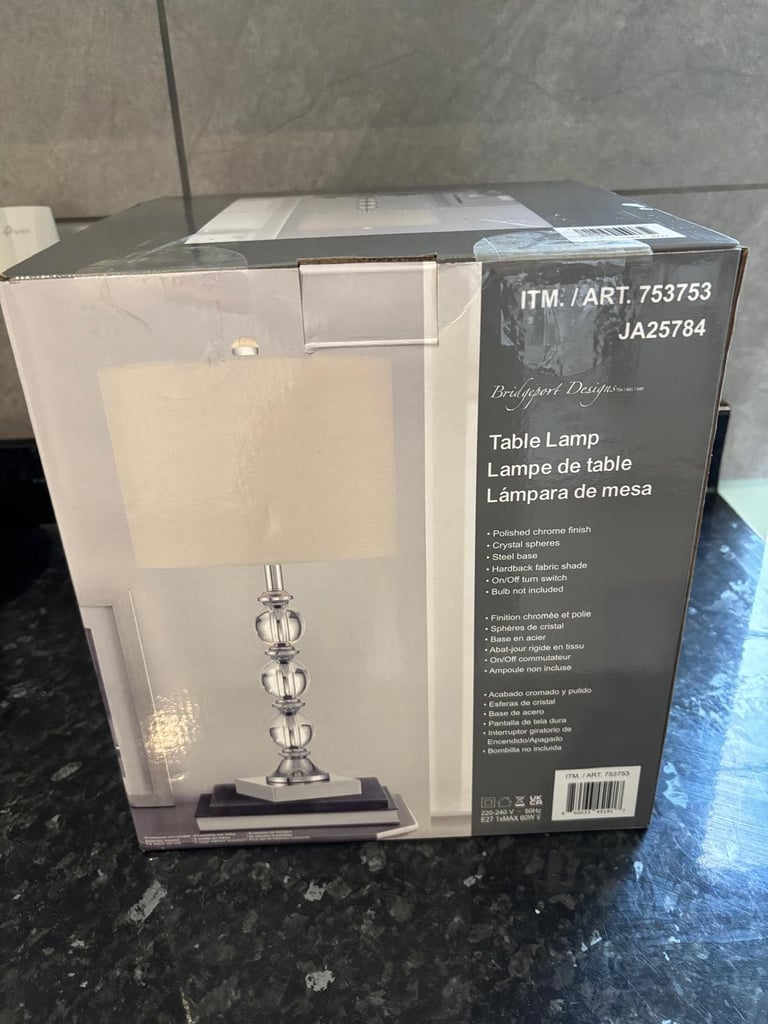 ITM. / ART. 753753
JA25784
Bridgeport Designs
Table Lamp
Lampe de table
Lámpara de mesa
• Polished chrome finish
• Crystal spheres
• Steel base
• Hardback fabric shade
• On/Off turn switch
• Bulb not included
• Finition chromée et polie
• Sphères de cristal
• Base en acier
• Abat-jour rigide en tissu
• On/Off commutateur
• Ampoule non incluse
• Acabado cromado y pulido
• Esferas de cristal
• Base de acero
• Pantalla de tela dura
• Interruptor giratorio de
Encendido/Apagado
• Bombilla no incluida
ITM. / ART. 753753
UK
CA
220-240 V ~ 50Hz
E27 1xMAX 60W